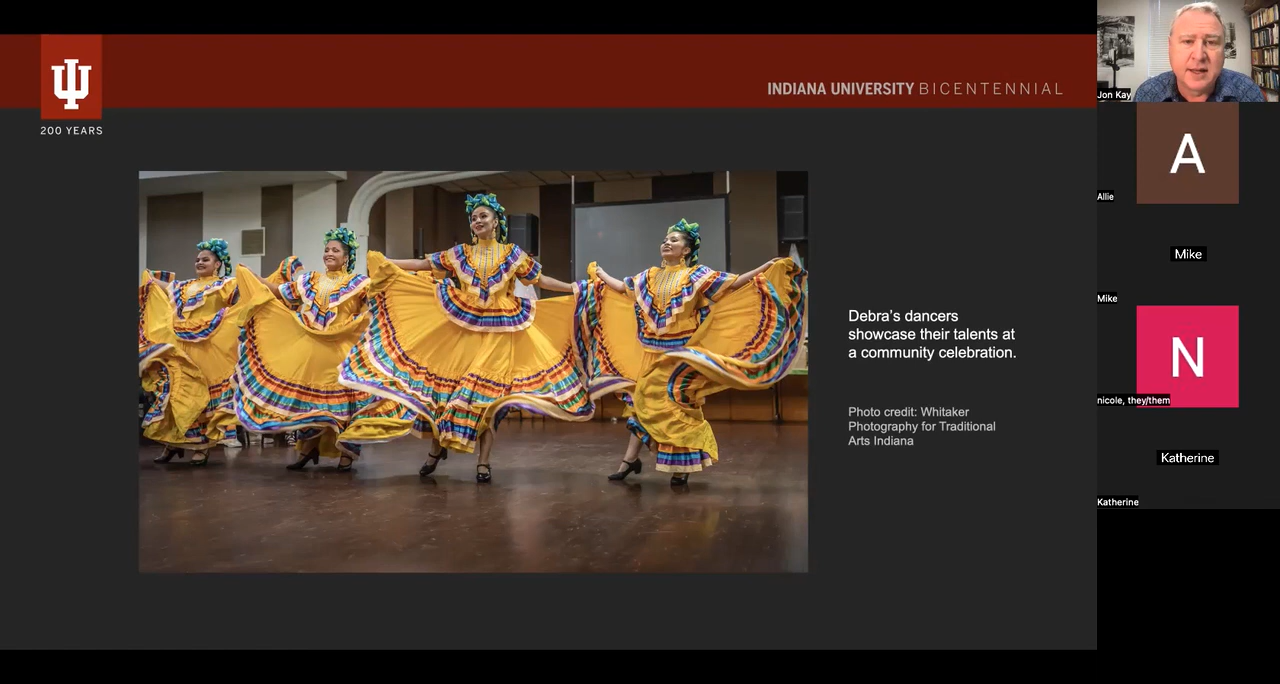 INDIANA UNIVERSITY BICENTENNIAL
200 YEARS
Debra's dancers
showcase their talents at
a community celebration.
Photo credit: Whitaker
Photography for Traditional
Arts Indiana
Jon Kay
A
Allie
Mike
Mike
N
nicole, they/them
Katherine
Katherine